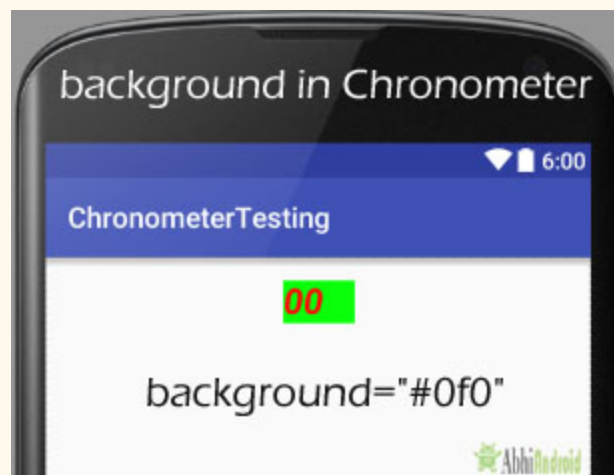 background in Chronometer
6:00
ChronometerTesting
00
background="#0f0"
AbhiAndroid